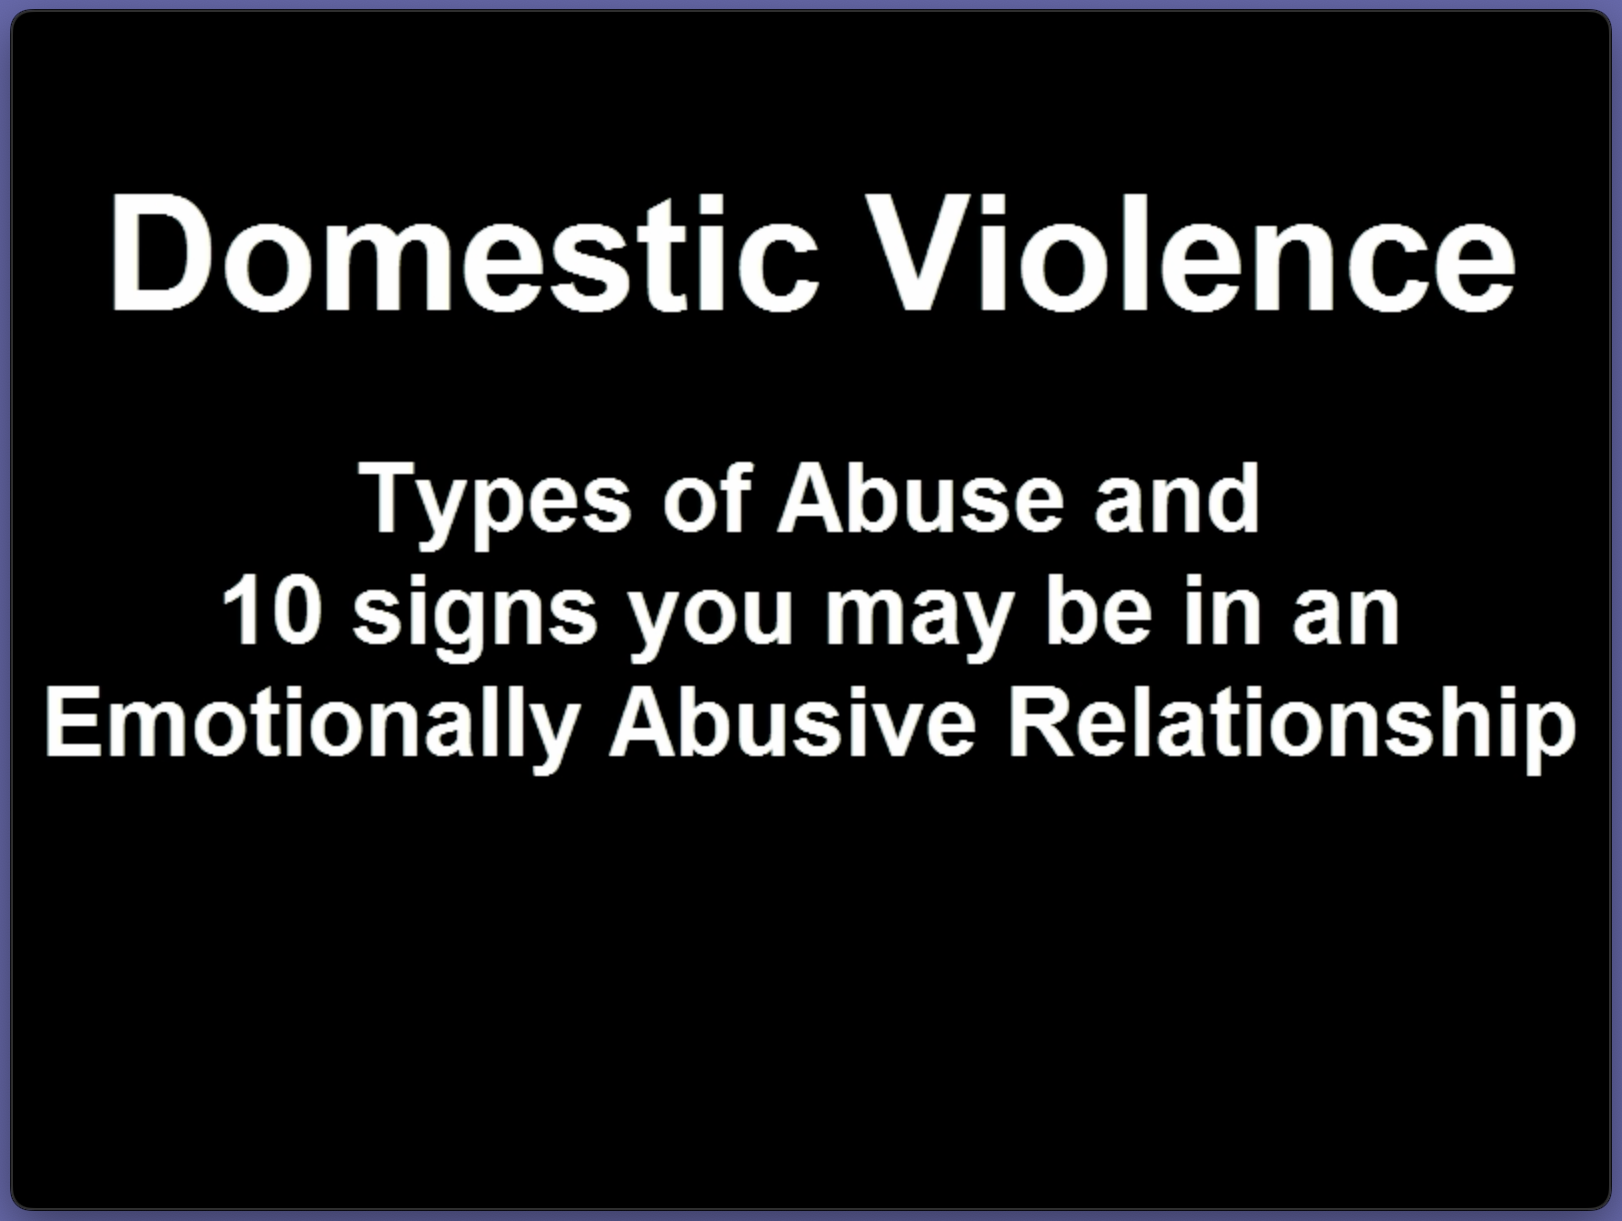 Domestic Violence
Types of Abuse and
10 signs you may be in an
Emotionally Abusive Relationship